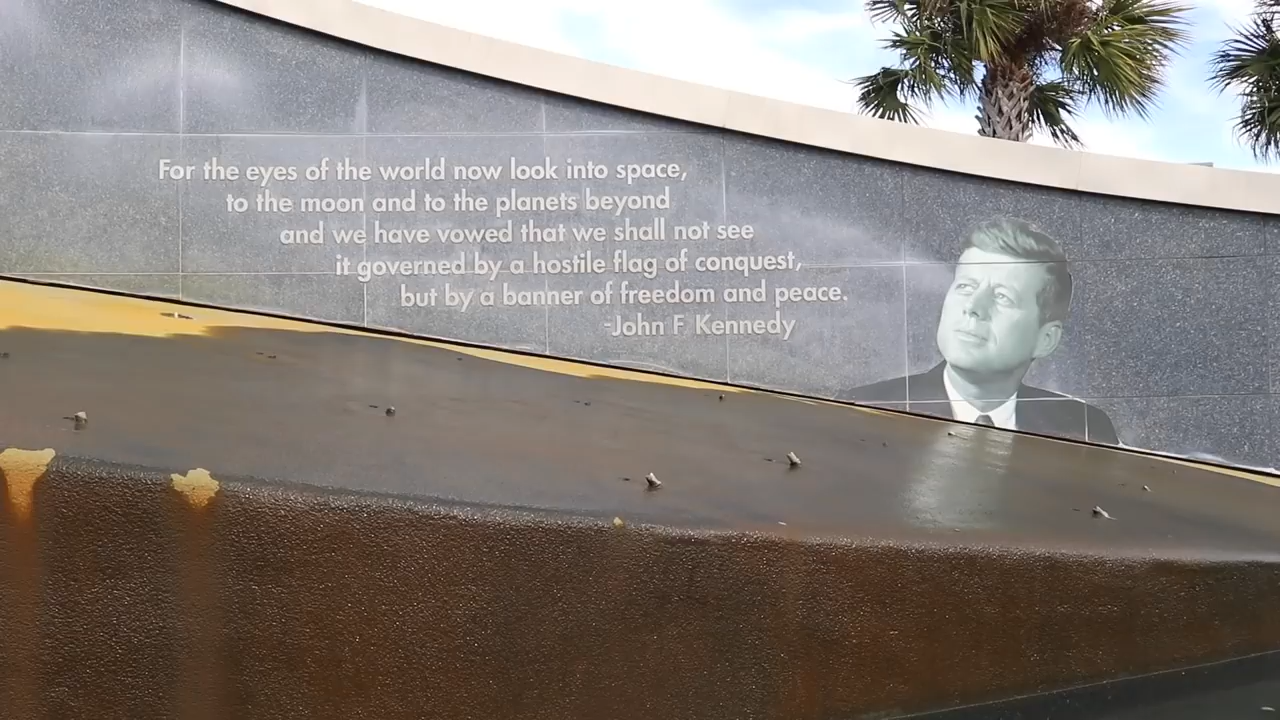 For the eyes of the world now look into space,
to the moon and to the planets beyond
and we have vowed that we shall not see
it governed by a hostile flag of conquest,
but by a banner of freedom and peace.
-John F Kennedy